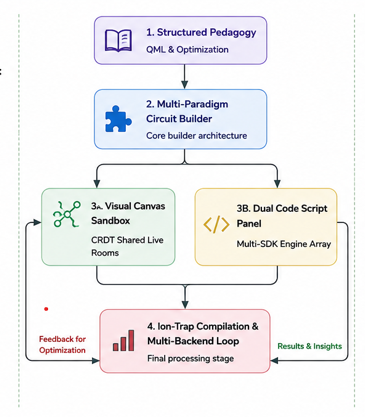 1. Structured Pedagogy
QML & Optimization
2. Multi-Paradigm
Circuit Builder
Core builder architecture
3A. Visual Canvas
Sandbox
CRDT Shared Live
Rooms
3B. Dual Code Script
Panel
Multi-SDK Engine Array
4. Ion-Trap Compilation &
Multi-Backend Loop
Final processing stage
Feedback for
Optimization
Results & Insights